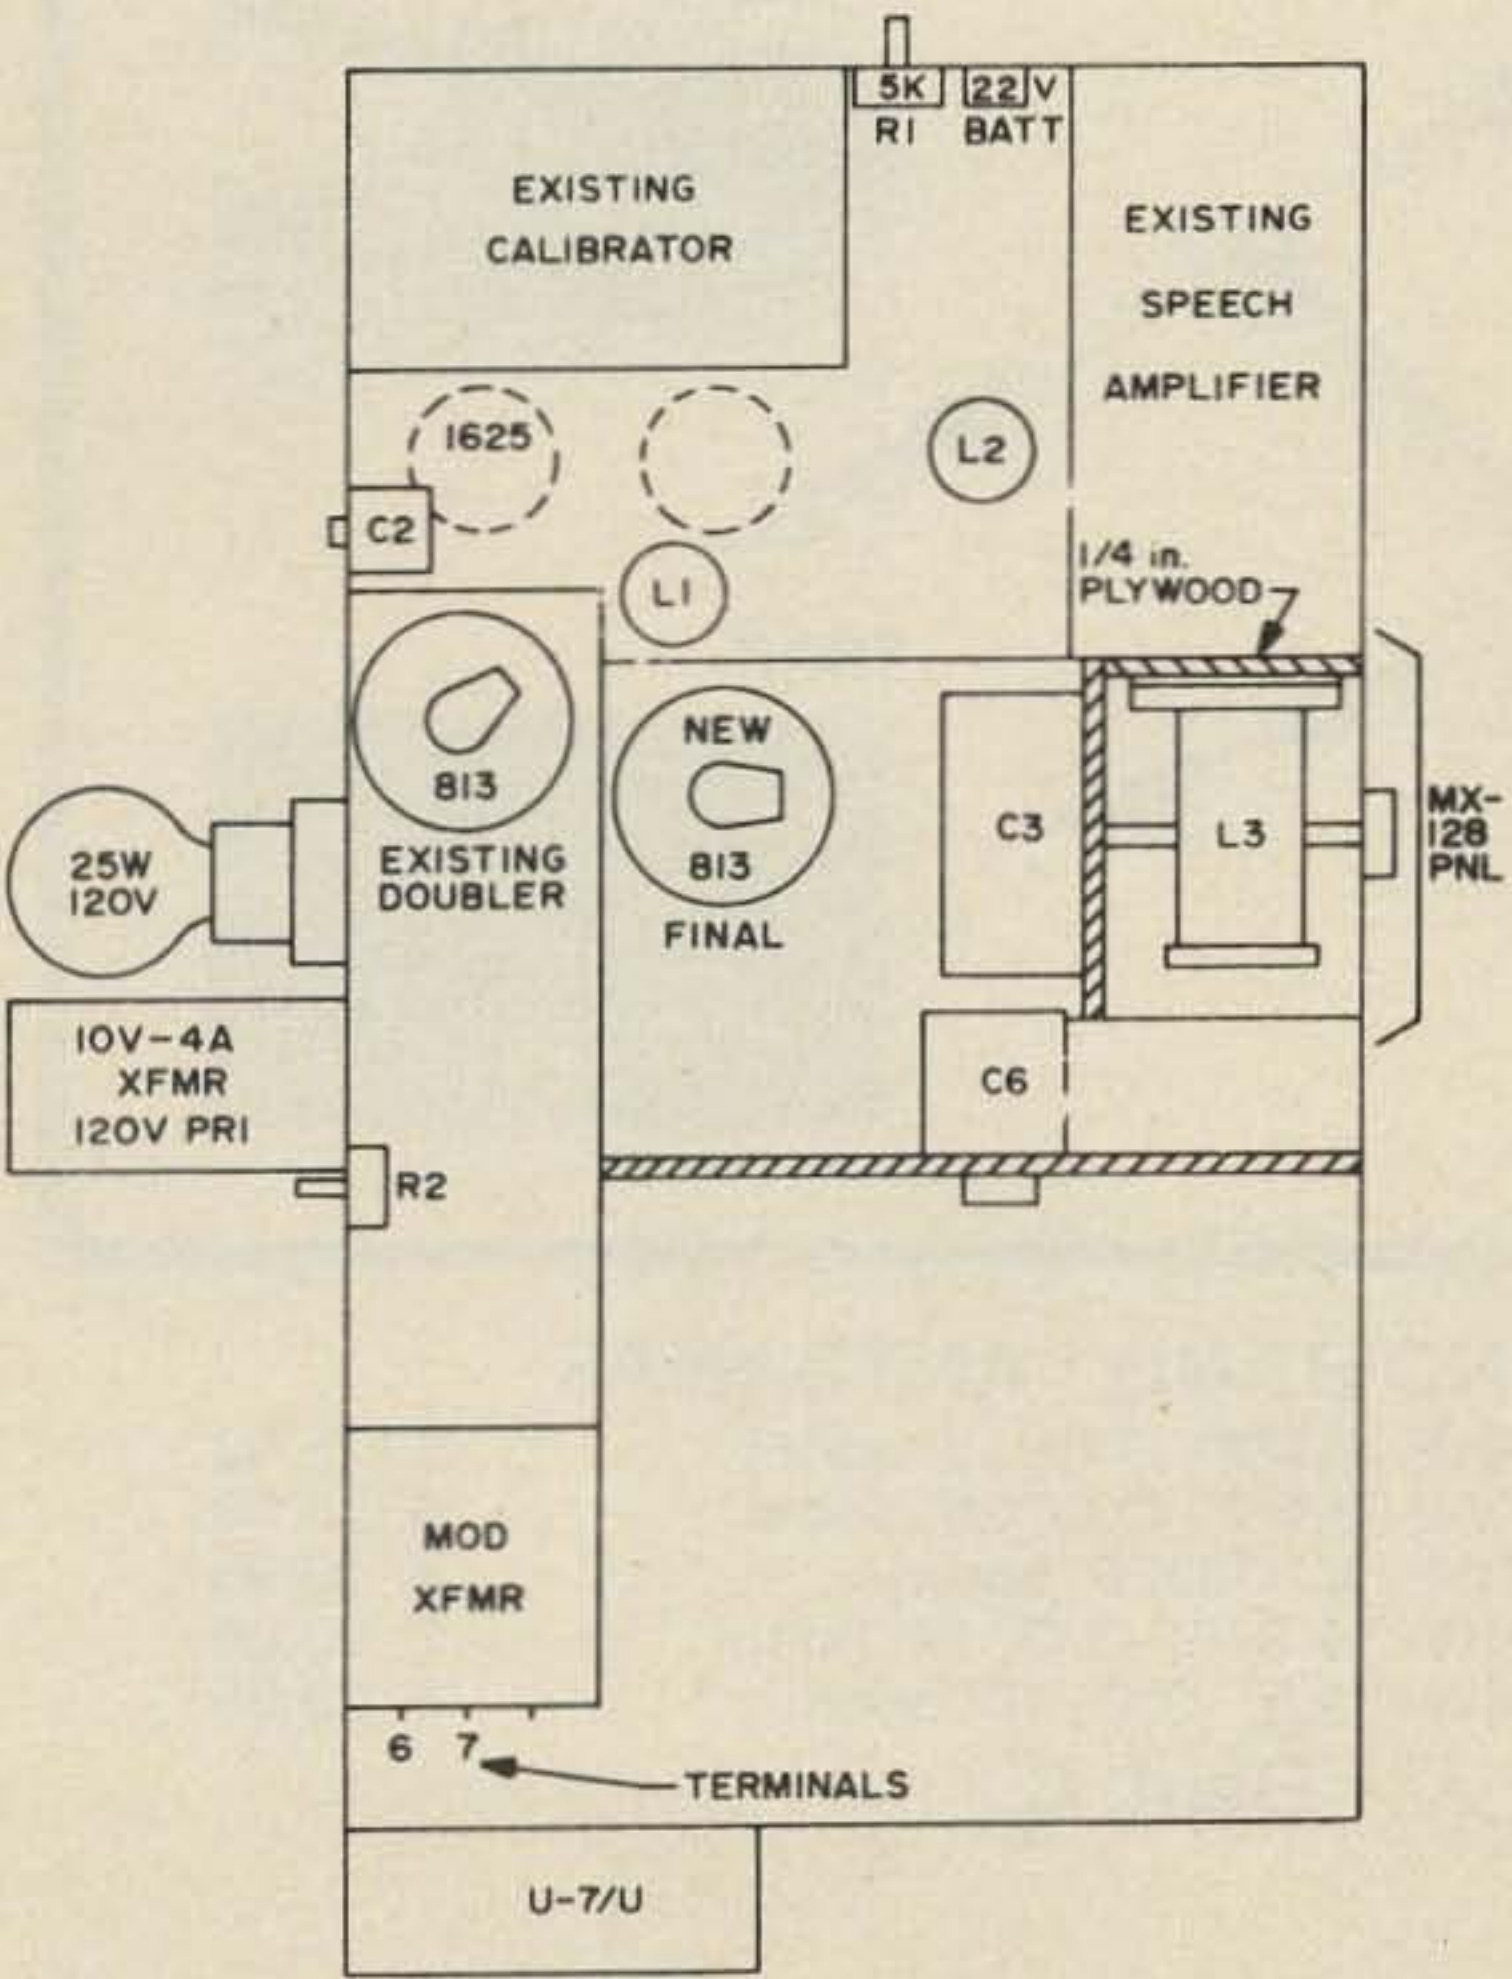 5K
22 V
R1
BATT
EXISTING
CALIBRATOR
EXISTING
SPEECH
AMPLIFIER
1625
L2
C2
L1
1/4 in.
PLYWOOD
813
EXISTING
DOUBLER
NEW
813
FINAL
C3
L3
MX-
128
PNL
25W
120V
10V-4A
XFMR
120V PRI
C6
R2
MOD
XFMR
6 7
TERMINALS
U-7/U